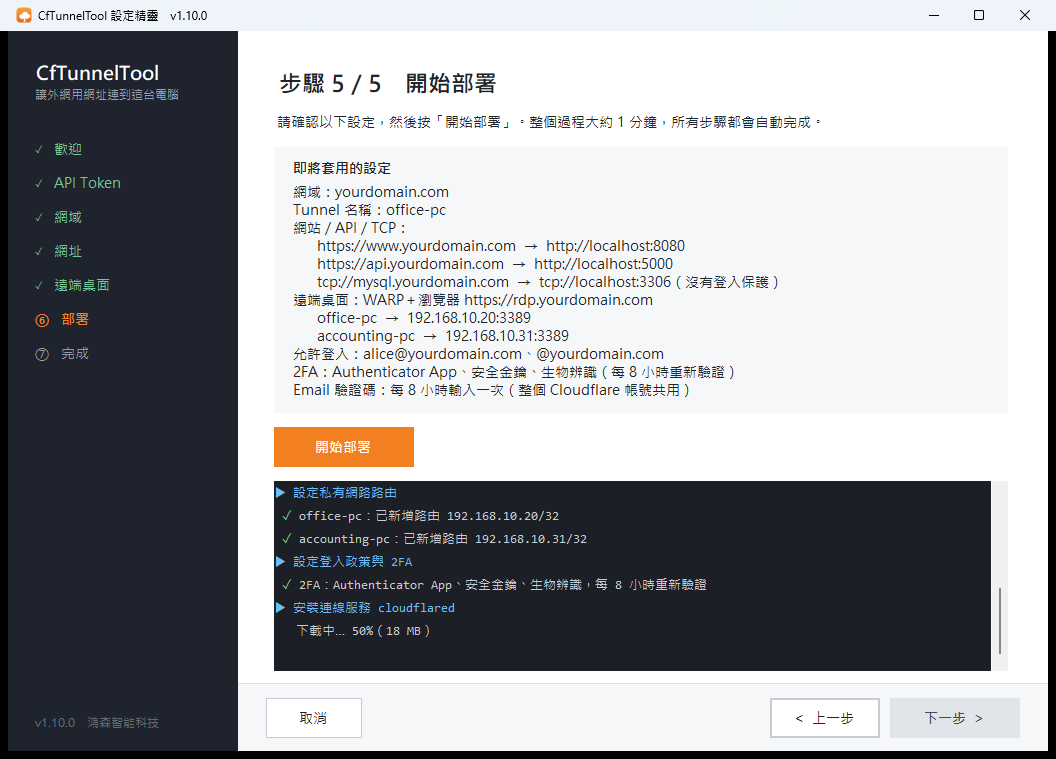 CfTunnelTool 設定精靈 v1.10.0
CfTunnelTool
讓外網用網址連到這台電腦
✓ 歡迎
✓ API Token
✓ 網域
✓ 網址
✓ 遠端桌面
⑥ 部署
⑦ 完成
v1.10.0 鴻森智能科技
步驟 5 / 5 開始部署
請確認以下設定，然後按「開始部署」。整個過程大約 1 分鐘，所有步驟都會自動完成。
即將套用的設定
網域：yourdomain.com
Tunnel 名稱：office-pc
網站 / API / TCP：
https://www.yourdomain.com → http://localhost:8080
https://api.yourdomain.com → http://localhost:5000
tcp://mysql.yourdomain.com → tcp://localhost:3306（沒有登入保護）
遠端桌面：WARP + 瀏覽器 https://rdp.yourdomain.com
office-pc → 192.168.10.20:3389
accounting-pc → 192.168.10.31:3389
允許登入：alice@yourdomain.com、@yourdomain.com
2FA：Authenticator App、安全金鑰、生物辨識（每 8 小時重新驗證）
Email 驗證碼：每 8 小時輸入一次（整個 Cloudflare 帳號共用）
開始部署
▶ 設定私有網路路由
✓ office-pc：已新增路由 192.168.10.20/32
✓ accounting-pc：已新增路由 192.168.10.31/32
▶ 設定登入政策與 2FA
✓ 2FA：Authenticator App、安全金鑰、生物辨識，每 8 小時重新驗證
▶ 安裝連線服務 cloudflared
下載中… 50%（18 MB）
取消
< 上一步
下一步 >